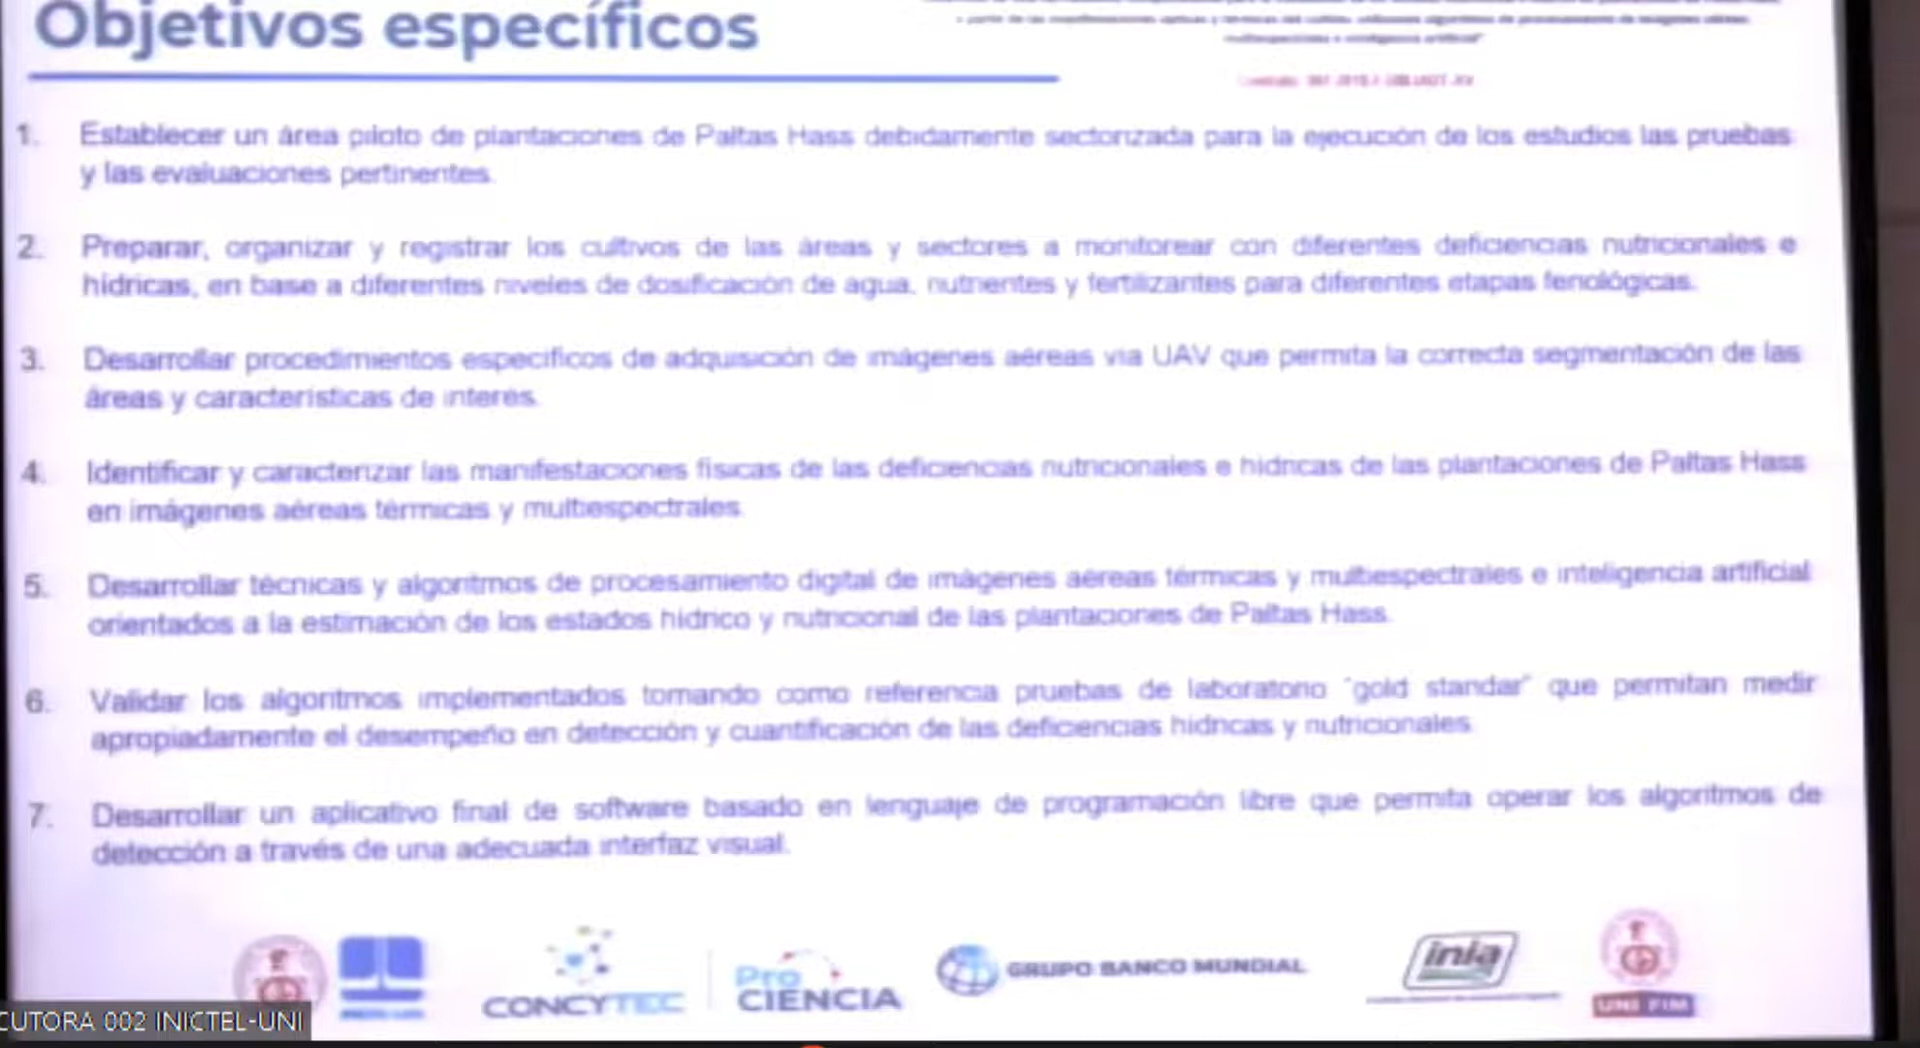 Objetivos específicos
1. Establecer un área piloto de plantaciones de Paltas Hass debidamente sectorizada para la ejecución de los estudios las pruebas
y las evaluaciones pertinentes.
2. Preparar, organizar y registrar los cultivos de las áreas y sectores a monitorear con diferentes deficiencias nutricionales e
hídricas, en base a diferentes niveles de dosificación de agua, nutrientes y fertilizantes para diferentes etapas fenológicas.
3. Desarrollar procedimientos específicos de adquisición de imágenes aéreas vía UAV que permita la correcta segmentación de las
áreas y características de interés.
4. Identificar y caracterizar las manifestaciones físicas de las deficiencias nutricionales e hídricas de las plantaciones de Paltas Hass
en imágenes aéreas térmicas y multiespectrales.
5. Desarrollar técnicas y algoritmos de procesamiento digital de imágenes aéreas térmicas y multiespectrales e inteligencia artificial
orientados a la estimación de los estados hídrico y nutricional de las plantaciones de Paltas Hass.
6. Validar los algoritmos implementados tomando como referencia pruebas de laboratorio "gold standar" que permitan medir
apropiadamente el desempeño en detección y cuantificación de las deficiencias hídricas y nutricionales.
7. Desarrollar un aplicativo final de software basado en lenguaje de programación libre que permita operar los algoritmos de
detección a través de una adecuada interfaz visual.
CONCYTEC
Pro
CIENCIA
GRUPO BANCO MUNDIAL
inia
UNI FIM
CUTORA 002 INICTEL-UNI